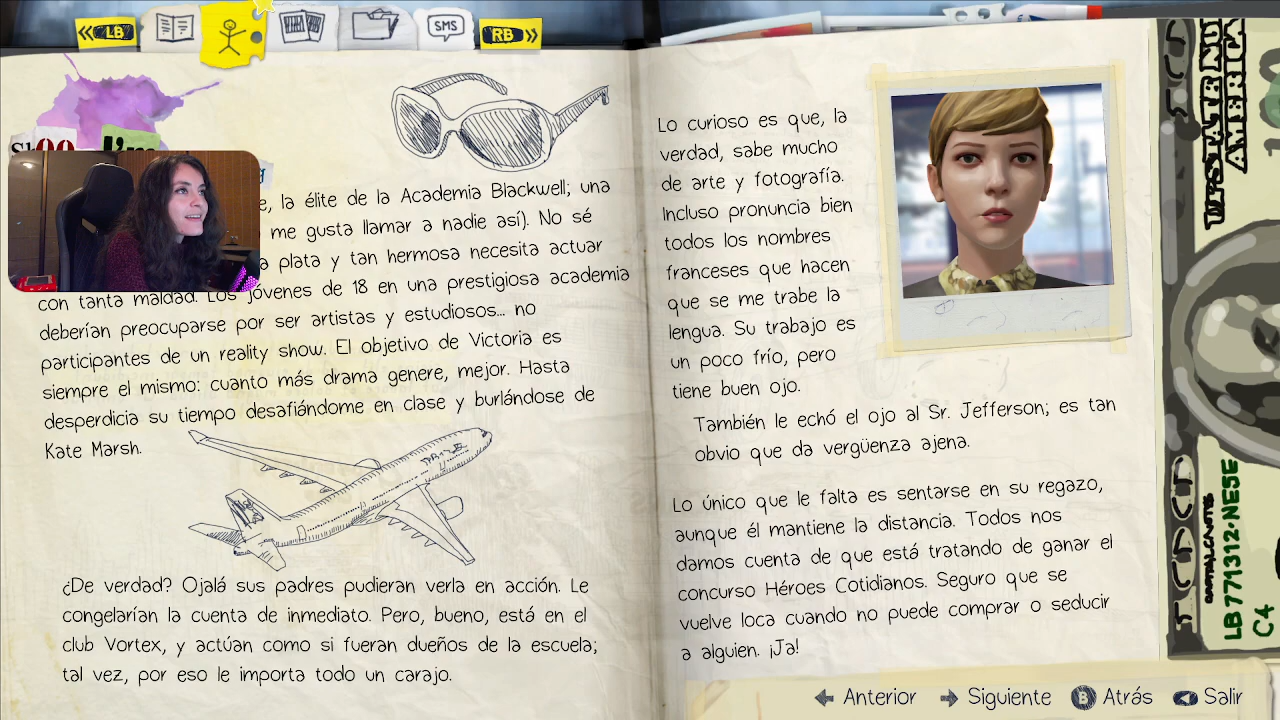 LB
SMS
RB
e, la élite de la Academia Blackwell; una
me gusta llamar a nadie así). No sé
a plata y tan hermosa necesita actuar
con tanta maldad. Los jóvenes de 18 en una prestigiosa academia
deberían preocuparse por ser artistas y estudiosos... no
participantes de un reality show. El objetivo de Victoria es
siempre el mismo: cuanto más drama genere, mejor. Hasta
desperdicia su tiempo desafiándome en clase y burlándose de
Kate Marsh.
¿De verdad? Ojalá sus padres pudieran verla en acción. Le
congelarían la cuenta de inmediato. Pero, bueno, está en el
club Vortex, y actúan como si fueran dueños de la escuela;
tal vez, por eso le importa todo un carajo.
Lo curioso es que, la
verdad, sabe mucho
de arte y fotografía.
Incluso pronuncia bien
todos los nombres
franceses que hacen
que se me trabe la
lengua. Su trabajo es
un poco frío, pero
tiene buen ojo.
También le echó el ojo al Sr. Jefferson; es tan
obvio que da vergüenza ajena.
Lo único que le falta es sentarse en su regazo,
aunque él mantiene la distancia. Todos nos
damos cuenta de que está tratando de ganar el
concurso Héroes Cotidianos. Seguro que se
vuelve loca cuando no puede comprar o seducir
a alguien. ¡Ja!
AMERICA
LB771312-NESE
C4
Anterior
Siguiente
B Atrás
Salir